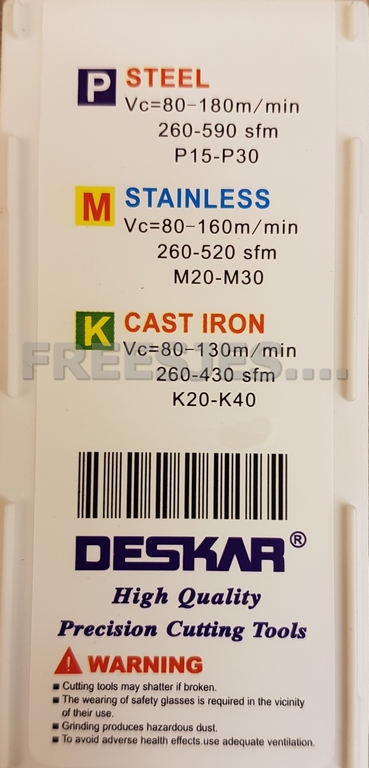 P STEEL
Vc=80-180m/min
260-590 sfm
P15-P30
M STAINLESS
Vc=80-160m/min
260-520 sfm
M20-M30
K CAST IRON
FREESJES....
Vc=80-130m/min
260-430 sfm
K20-K40
DESKAR®
High Quality
Precision Cutting Tools
WARNING
■ Cutting tools may shatter if broken.
■ The wearing of safety glasses is required in the vicinity
of their use.
■ Grinding produces hazardous dust.
■ To avoid adverse health effects.use adequate ventilation.